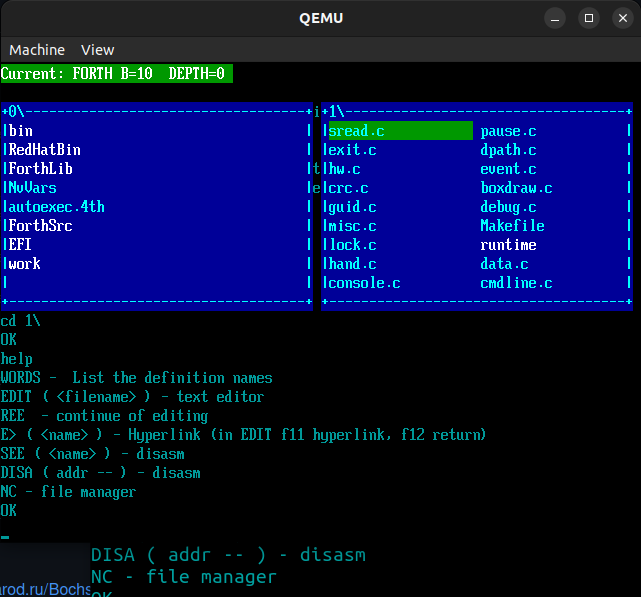 QEMU
Machine View
Current: FORTH B=10 DEPTH=0
+0\------------------------------------+i+1\------------------------------------+
|bin | |sread.c pause.c |
|RedHatBin | |exit.c dpath.c |
|ForthLib |t|hw.c event.c |
|NvVars |e|crc.c boxdraw.c |
|autoexec.4th | |guid.c debug.c |
|ForthSrc | |misc.c Makefile |
|EFI | |lock.c runtime |
|work | |hand.c data.c |
| | |console.c cmdline.c |
+--------------------------------------+ +--------------------------------------+
cd 1\
OK
help
WORDS - List the definition names
EDIT ( <filename> ) - text editor
REE - continue of editing
E> ( <name> ) - Hyperlink (in EDIT f11 hyperlink, f12 return)
SEE ( <name> ) - disasm
DISA ( addr -- ) - disasm
NC - file manager
OK
DISA ( addr -- ) - disasm
NC - file manager
arod.ru/Bochs
OK